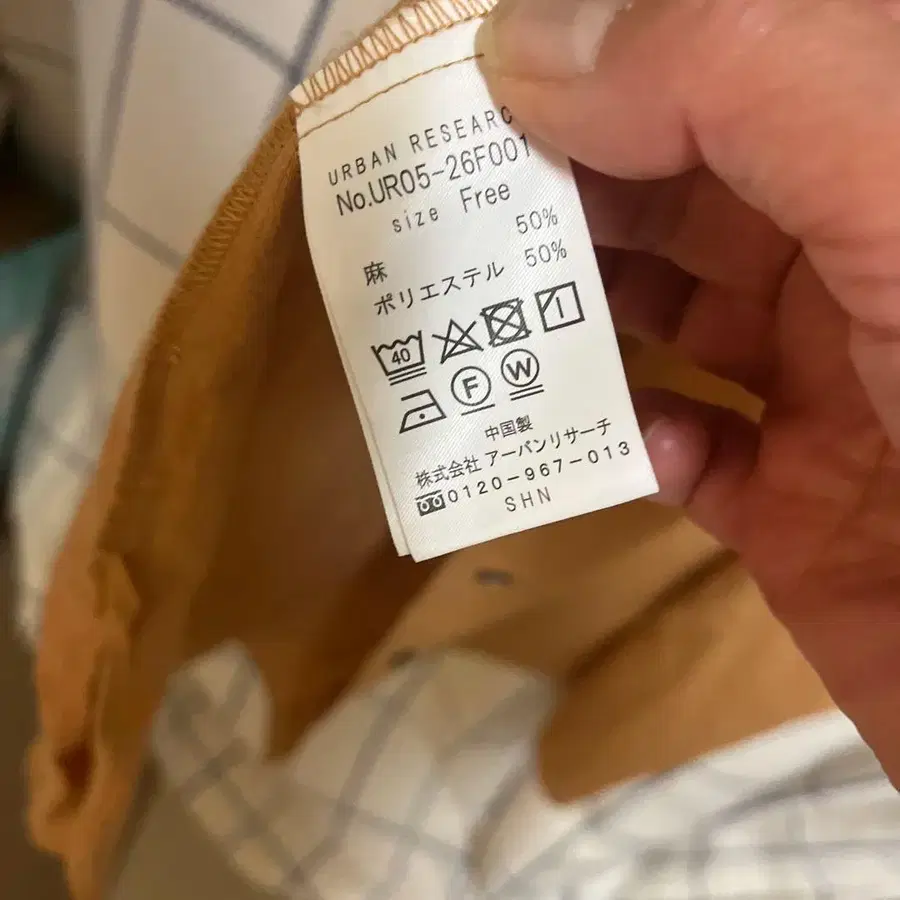 URBAN RESEARC
No.UR05-26F001
size Free
麻 50%
ポリエステル 50%
40
F W
中国製
株式会社 アーバンリサーチ
0120-967-013
SHN